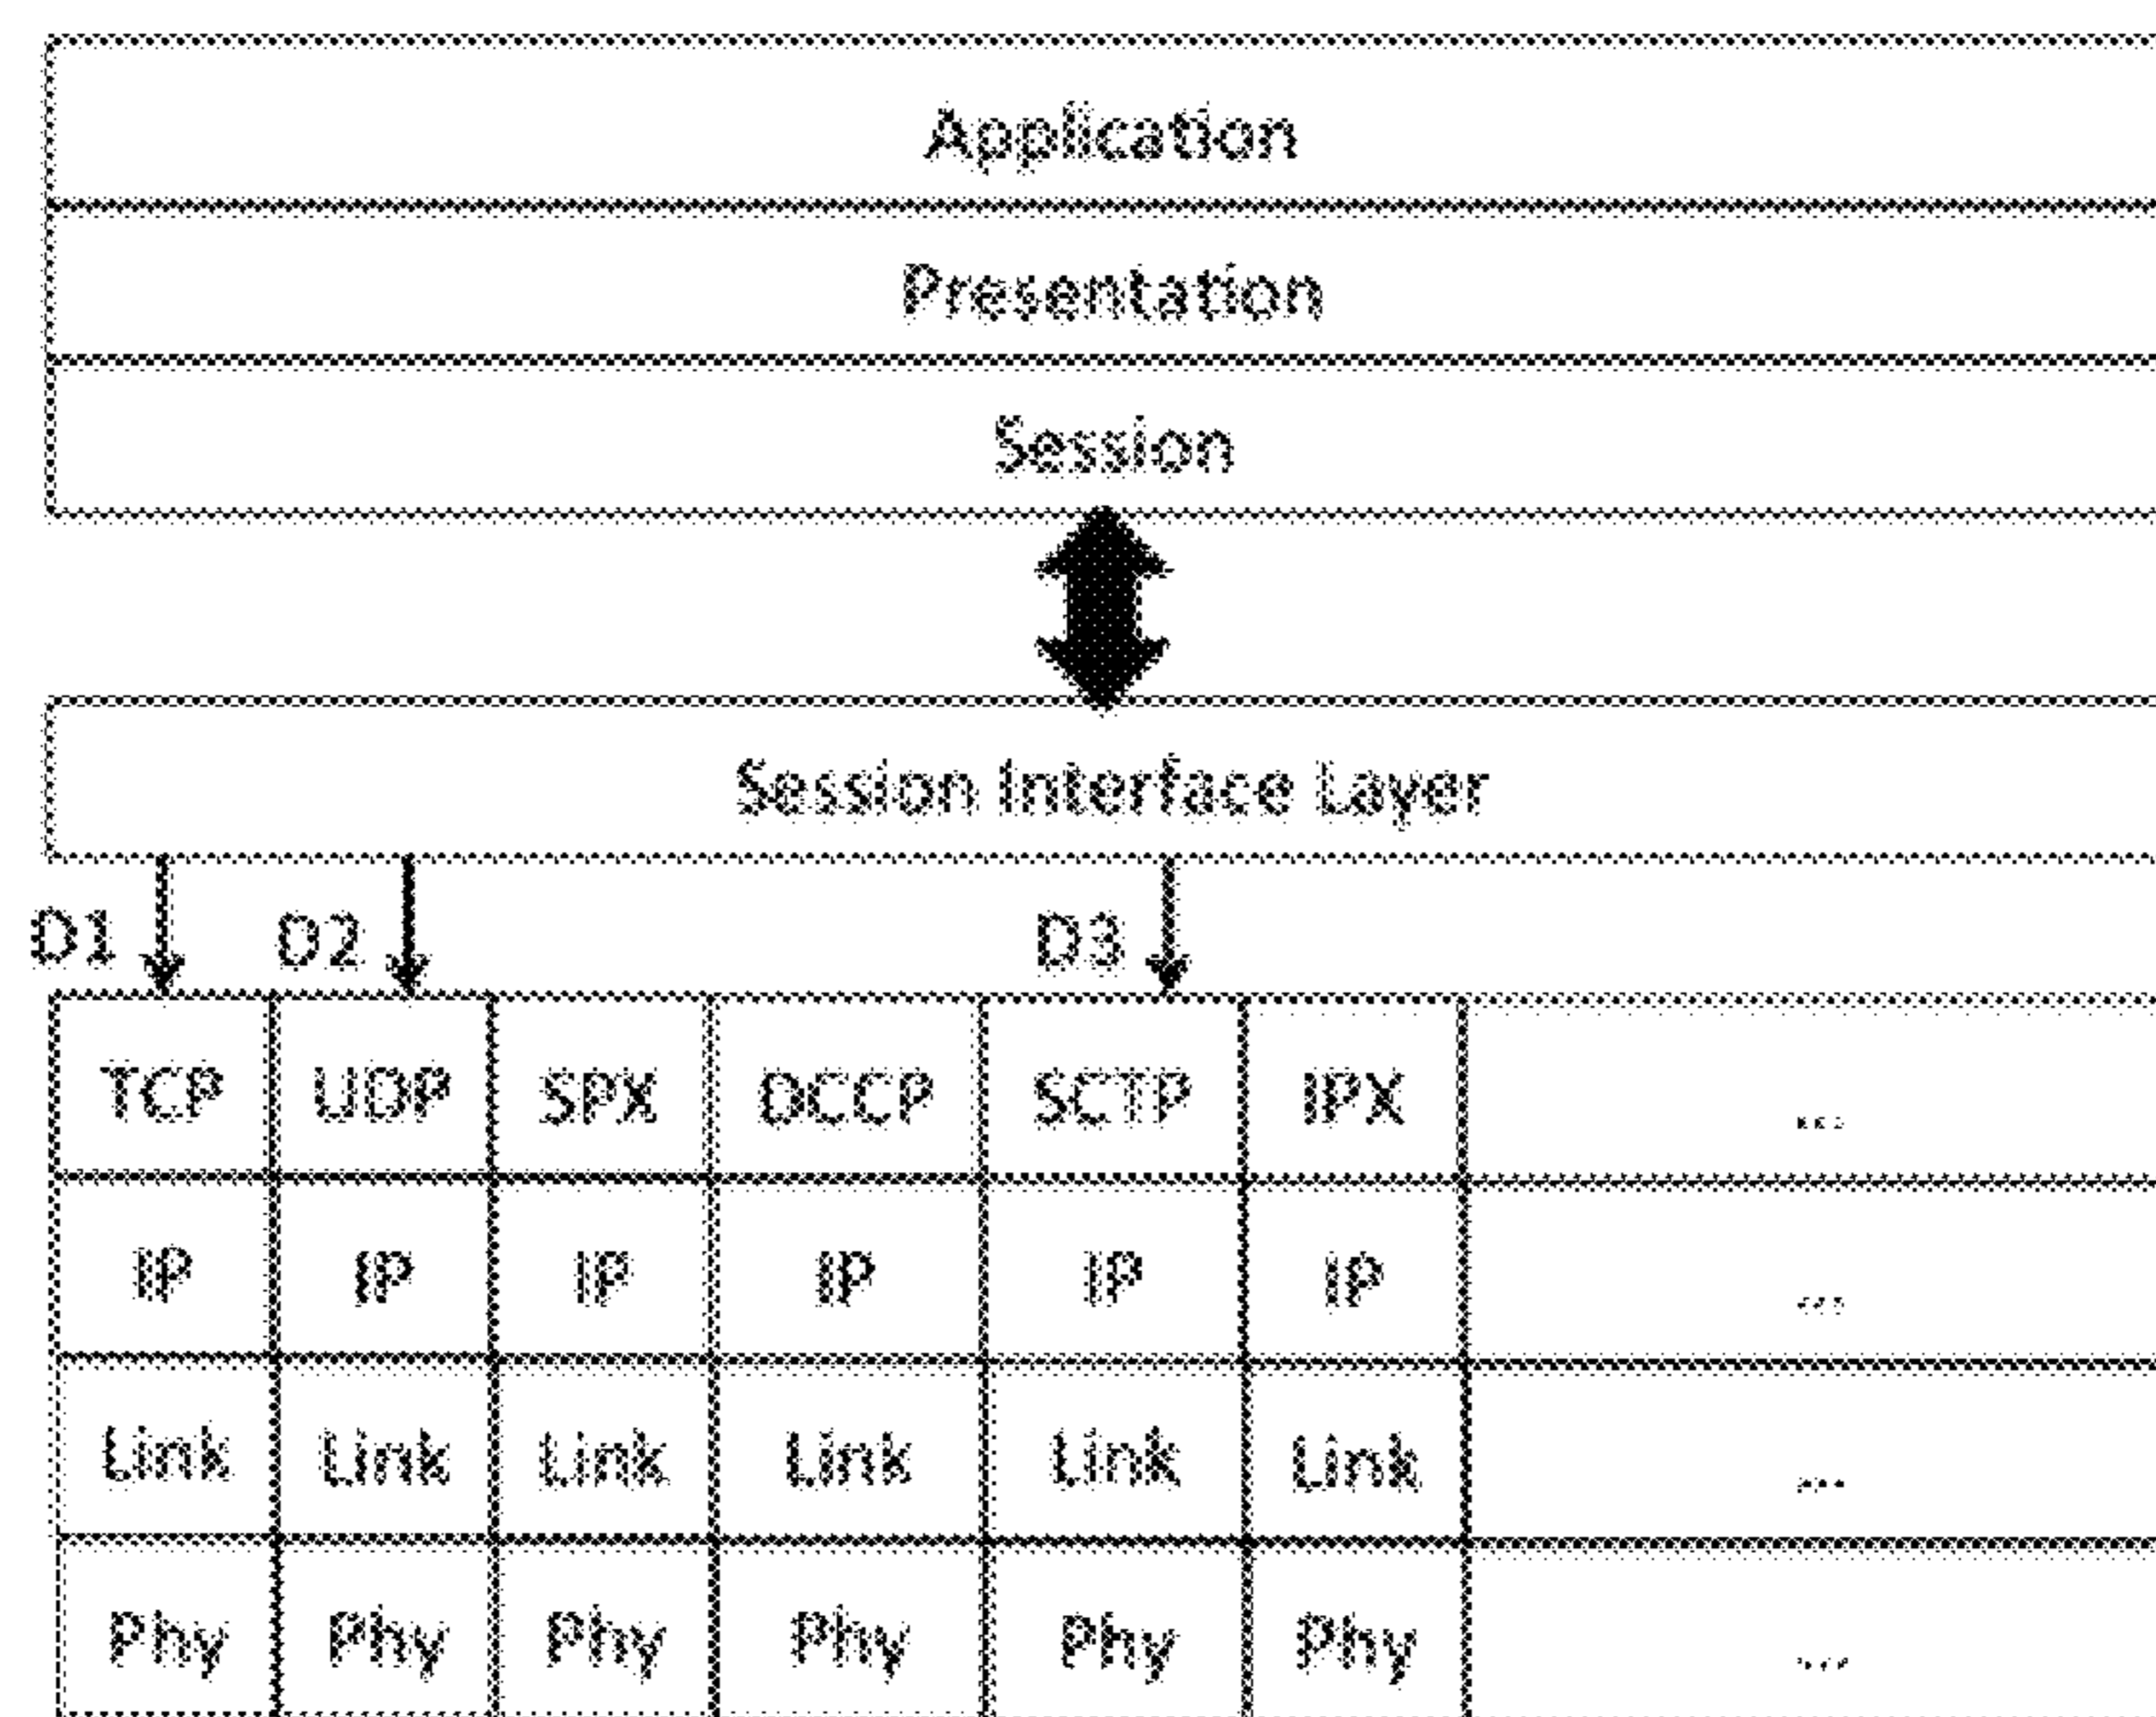 Application
Presentation
Session
Session Interface Layer
D1 D2 D3
TCP UDP SPX DCCP SCTP IPX ...
IP IP IP IP IP IP ...
Link Link Link Link Link Link ...
Phy Phy Phy Phy Phy Phy ...